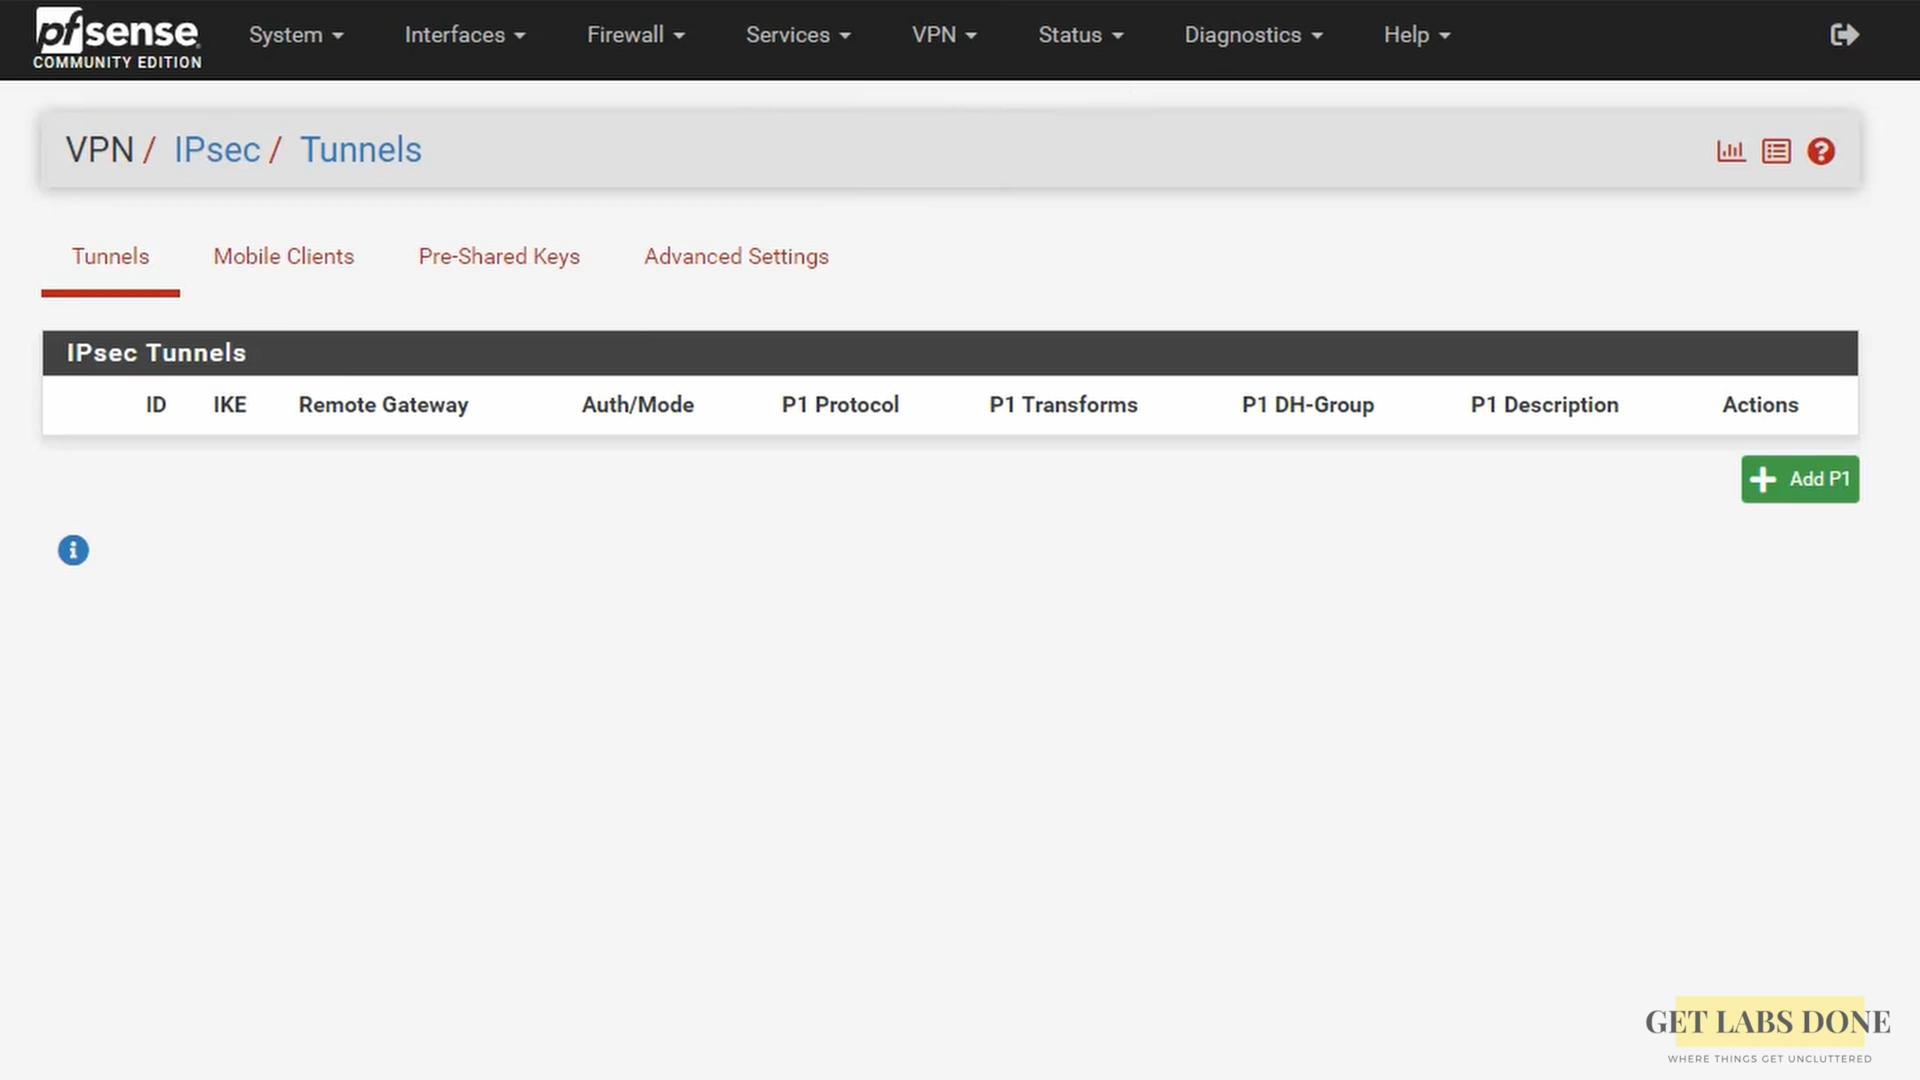 pfsense
COMMUNITY EDITION
System
Interfaces
Firewall
Services
VPN
Status
Diagnostics
Help
VPN / IPsec / Tunnels
Tunnels
Mobile Clients
Pre-Shared Keys
Advanced Settings
IPsec Tunnels
ID
IKE
Remote Gateway
Auth/Mode
P1 Protocol
P1 Transforms
P1 DH-Group
P1 Description
Actions
Add P1
GET LABS DONE
WHERE THINGS GET UNCLUTTERED